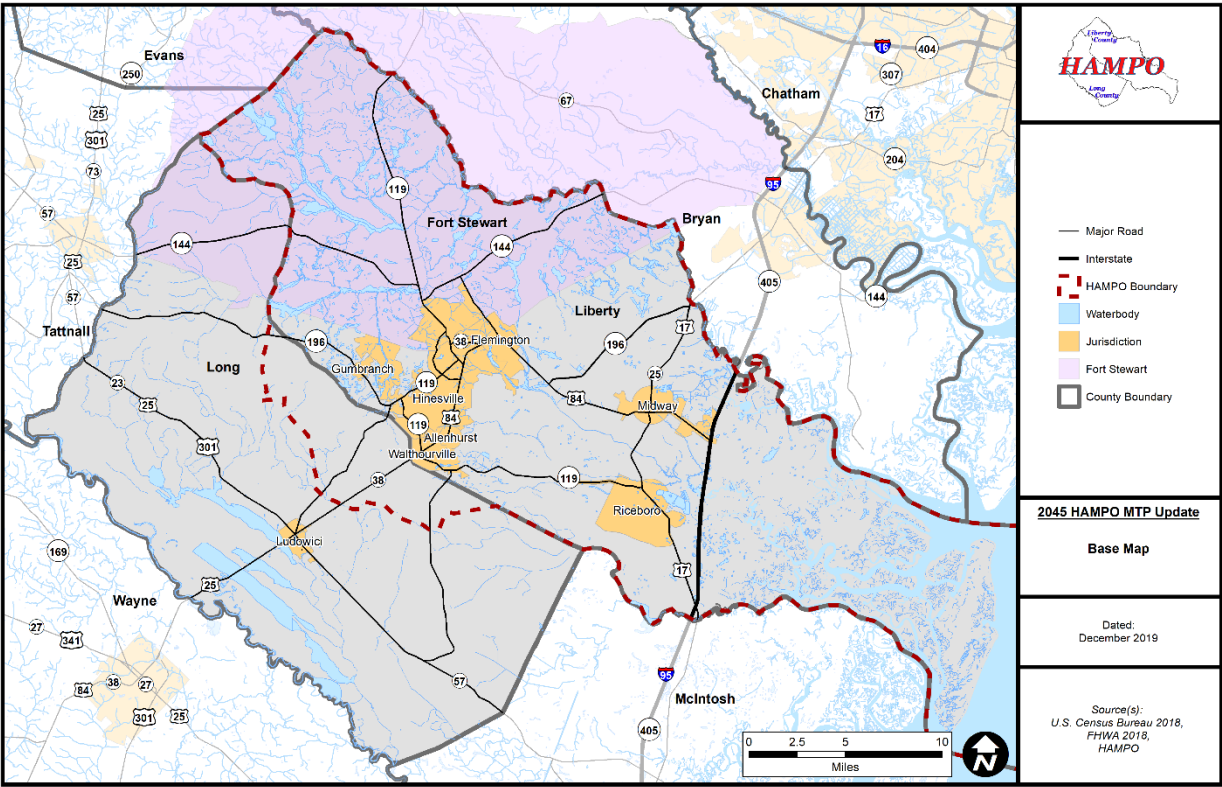 Evans
250
16
404
Liberty
County
HAMPO
Long
County
307
Chatham
67
25
301
17
73
204
119
95
57
Fort Stewart
Bryan
144
144
25
405
144
57
Tattnall
Liberty
17
196
196
38
Flemington
Long
Gumbranch
23
25
119
Hinesville
25
84
84
Midway
119
Allenhurst
301
Walthourville
38
119
Riceboro
Ludowici
169
25
17
Wayne
27
341
57
95
McIntosh
84
38
27
301
25
405
0
2.5
5
10
Miles
N
Major Road
Interstate
HAMPO Boundary
Waterbody
Jurisdiction
Fort Stewart
County Boundary
2045 HAMPO MTP Update
Base Map
Dated:
December 2019
Source(s):
U.S. Census Bureau 2018,
FHWA 2018,
HAMPO